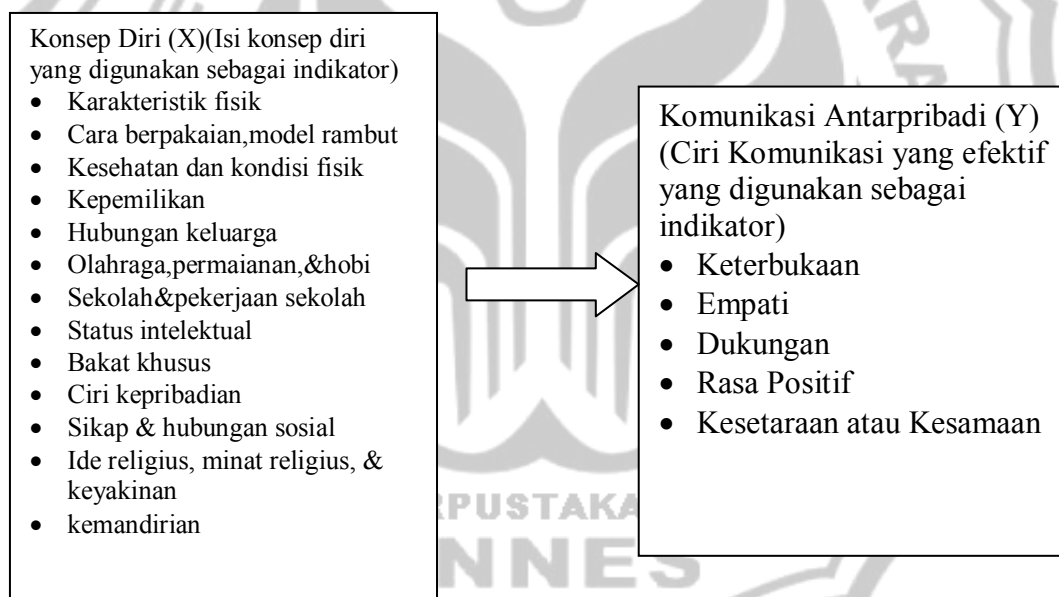 Konsep Diri (X)(Isi konsep diri
yang digunakan sebagai indikator)
• Karakteristik fisik
• Cara berpakaian,model rambut
• Kesehatan dan kondisi fisik
• Kepemilikan
• Hubungan keluarga
• Olahraga,permaianan,&hobi
• Sekolah&pekerjaan sekolah
• Status intelektual
• Bakat khusus
• Ciri kepribadian
• Sikap & hubungan sosial
• Ide religius, minat religius, &
keyakinan
• kemandirian
Komunikasi Antarpribadi (Y)
(Ciri Komunikasi yang efektif
yang digunakan sebagai
indikator)
• Keterbukaan
• Empati
• Dukungan
• Rasa Positif
• Kesetaraan atau Kesamaan